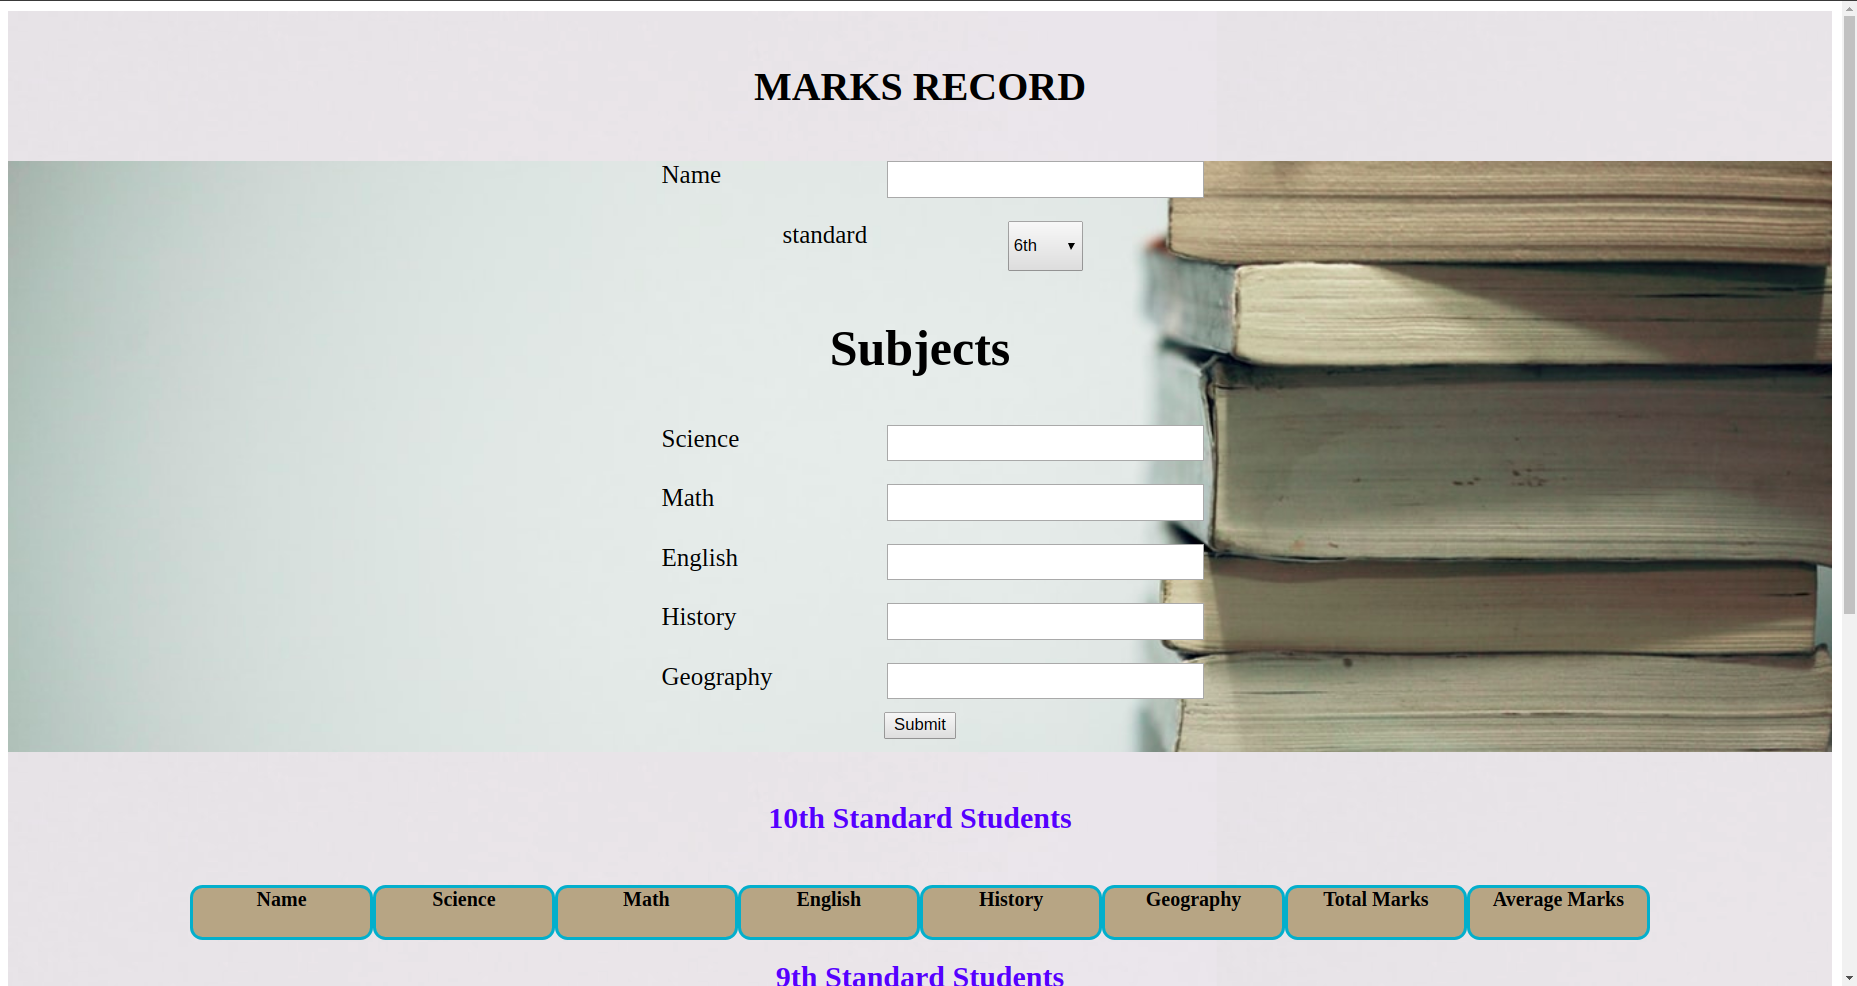 MARKS RECORD
Name
standard 6th
Subjects
Science
Math
English
History
Geography
Submit
10th Standard Students
Name Science Math English History Geography Total Marks Average Marks
9th Standard Students